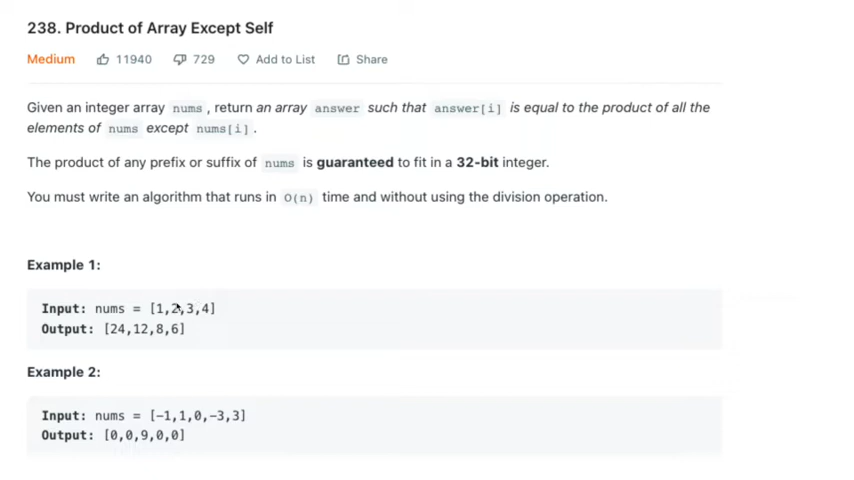 238. Product of Array Except Self
Medium 11940 729 Add to List Share
Given an integer array nums , return an array answer such that answer[i] is equal to the product of all the
elements of nums except nums[i] .
The product of any prefix or suffix of nums is guaranteed to fit in a 32-bit integer.
You must write an algorithm that runs in O(n) time and without using the division operation.
Example 1:
Input: nums = [1,2,3,4]
Output: [24,12,8,6]
Example 2:
Input: nums = [-1,1,0,-3,3]
Output: [0,0,9,0,0]